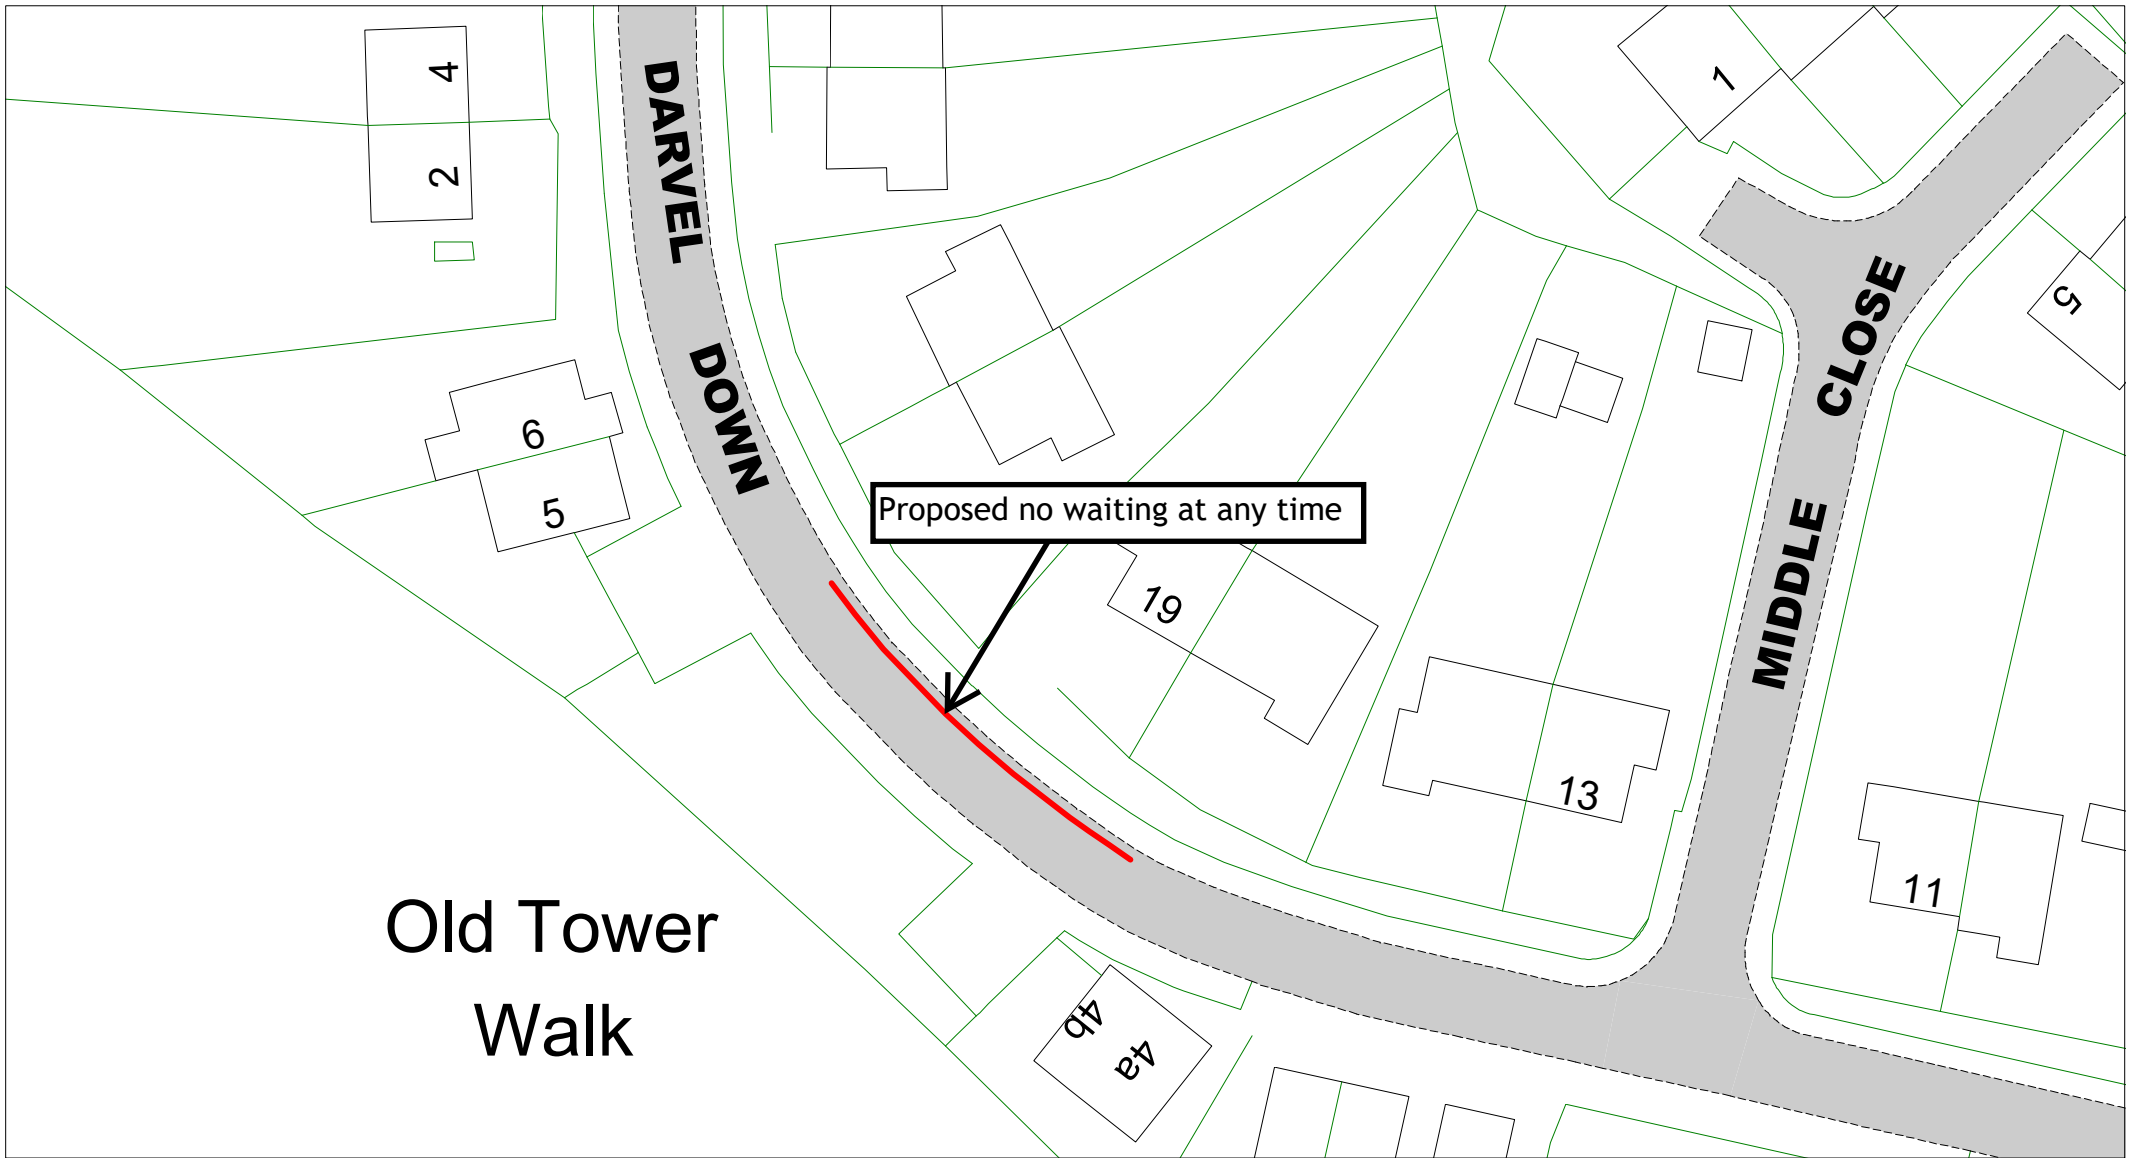 4
2
DARVEL
DOWN
1
CLOSE
MIDDLE
5
6
5
Proposed no waiting at any time
19
13
11
Old Tower
Walk
4b
4a